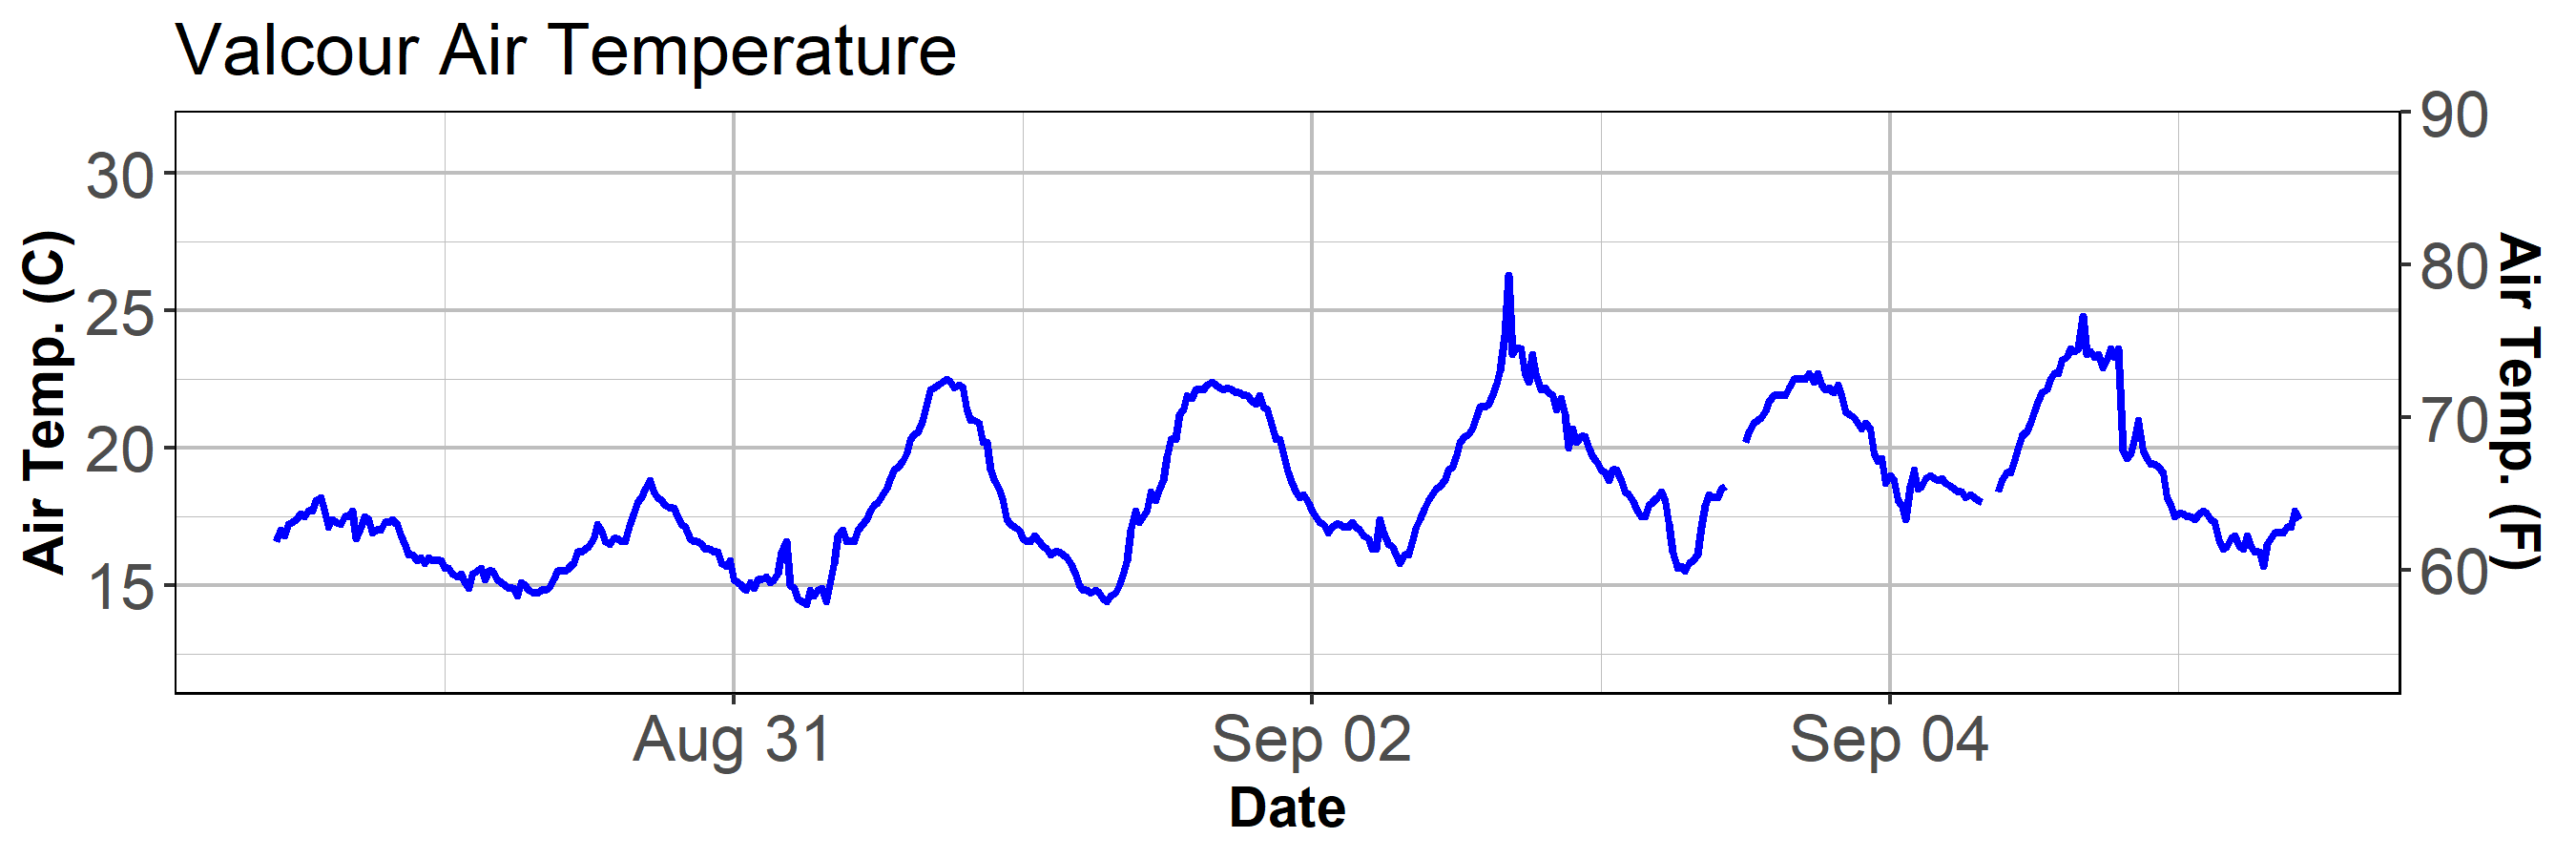 Valcour Air Temperature
Air Temp. (C)
30
25
20
15
90
80
70
60
Air Temp. (F)
Aug 31
Sep 02
Sep 04
Date